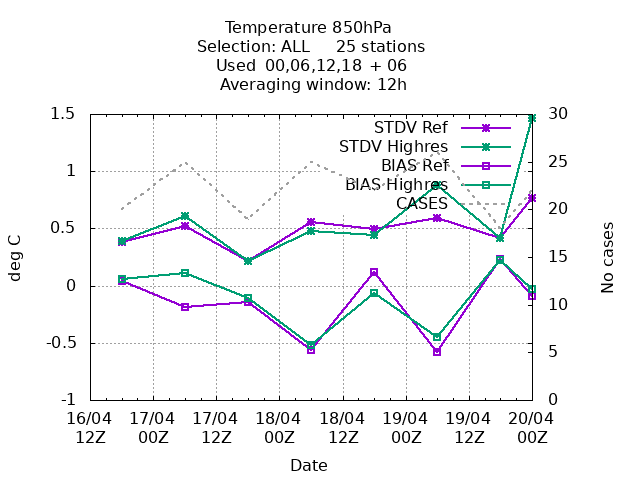 Temperature 850hPa
Selection: ALL     25 stations
Used  00,06,12,18 + 06
Averaging window: 12h
1.5
1
0.5
0
-0.5
-1
30
25
20
15
10
5
0
STDV Ref
STDV Highres
BIAS Ref
BIAS Highres
CASES
deg C
No cases
16/04 17/04 17/04 18/04 18/04 19/04 19/04 20/04
12Z 00Z 12Z 00Z 12Z 00Z 12Z 00Z
Date